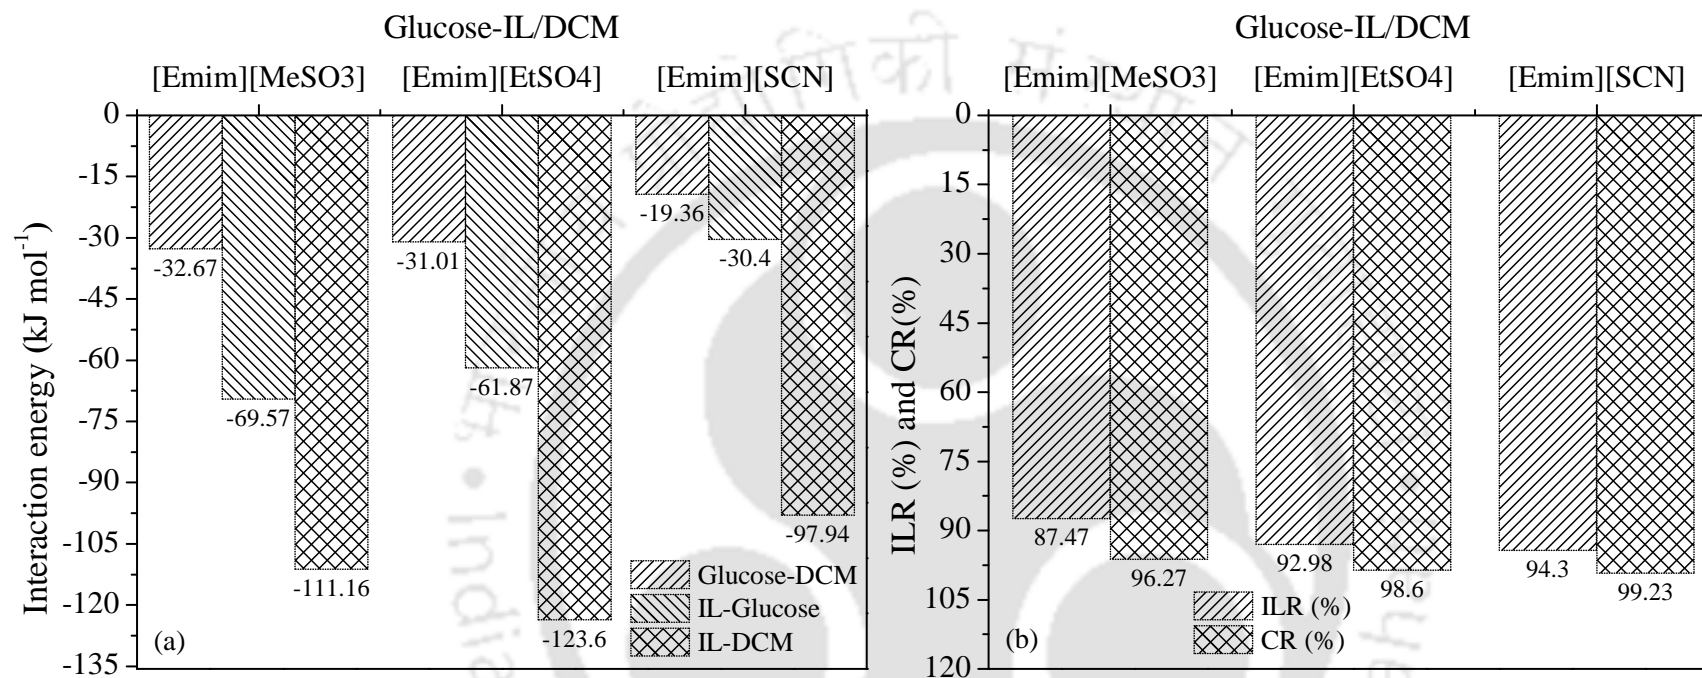 Glucose-IL/DCM
[Emim][MeSO3] [Emim][EtSO4] [Emim][SCN]
Interaction energy (kJ mol⁻¹)
0
-15
-30
-45
-60
-75
-90
-105
-120
-135
-32.67
-69.57
-111.16
-31.01
-61.87
-123.6
-19.36
-30.4
-97.94
Glucose-DCM
IL-Glucose
IL-DCM
(a)
Glucose-IL/DCM
[Emim][MeSO3] [Emim][EtSO4] [Emim][SCN]
ILR (%) and CR(%)
0
15
30
45
60
75
90
105
120
87.47
96.27
92.98
98.6
94.3
99.23
ILR (%)
CR (%)
(b)